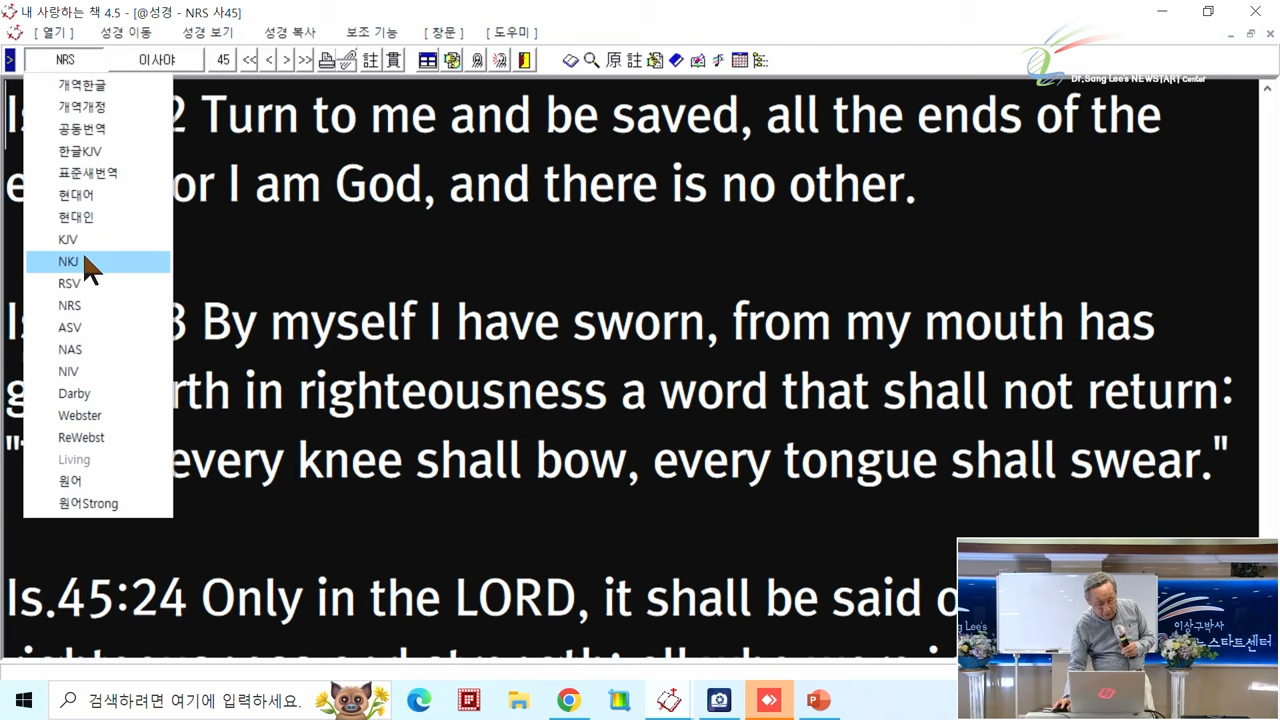 내 사랑하는 책 4.5 - [@성경 - NRS 사45]
[ 열기 ] 성경 이동 성경 보기 성경 복사 보조 기능 [ 창문 ] [ 도우미 ]
> NRS 이사야 45 << < > >> 註 貫 原 註
Dr.Sang Lee's NEWSTART Center
개역한글
개역개정
공동번역
한글KJV
표준새번역
현대어
현대인
KJV
NKJ
RSV
NRS
ASV
NAS
NIV
Darby
Webster
ReWebst
Living
원어
원어Strong
2 Turn to me and be saved, all the ends of the
or I am God, and there is no other.
3 By myself I have sworn, from my mouth has
rth in righteousness a word that shall not return:
every knee shall bow, every tongue shall swear."
Is.45:24 Only in the LORD, it shall be said
이상구박사
스타트센터
검색하려면 여기에 입력하세요.